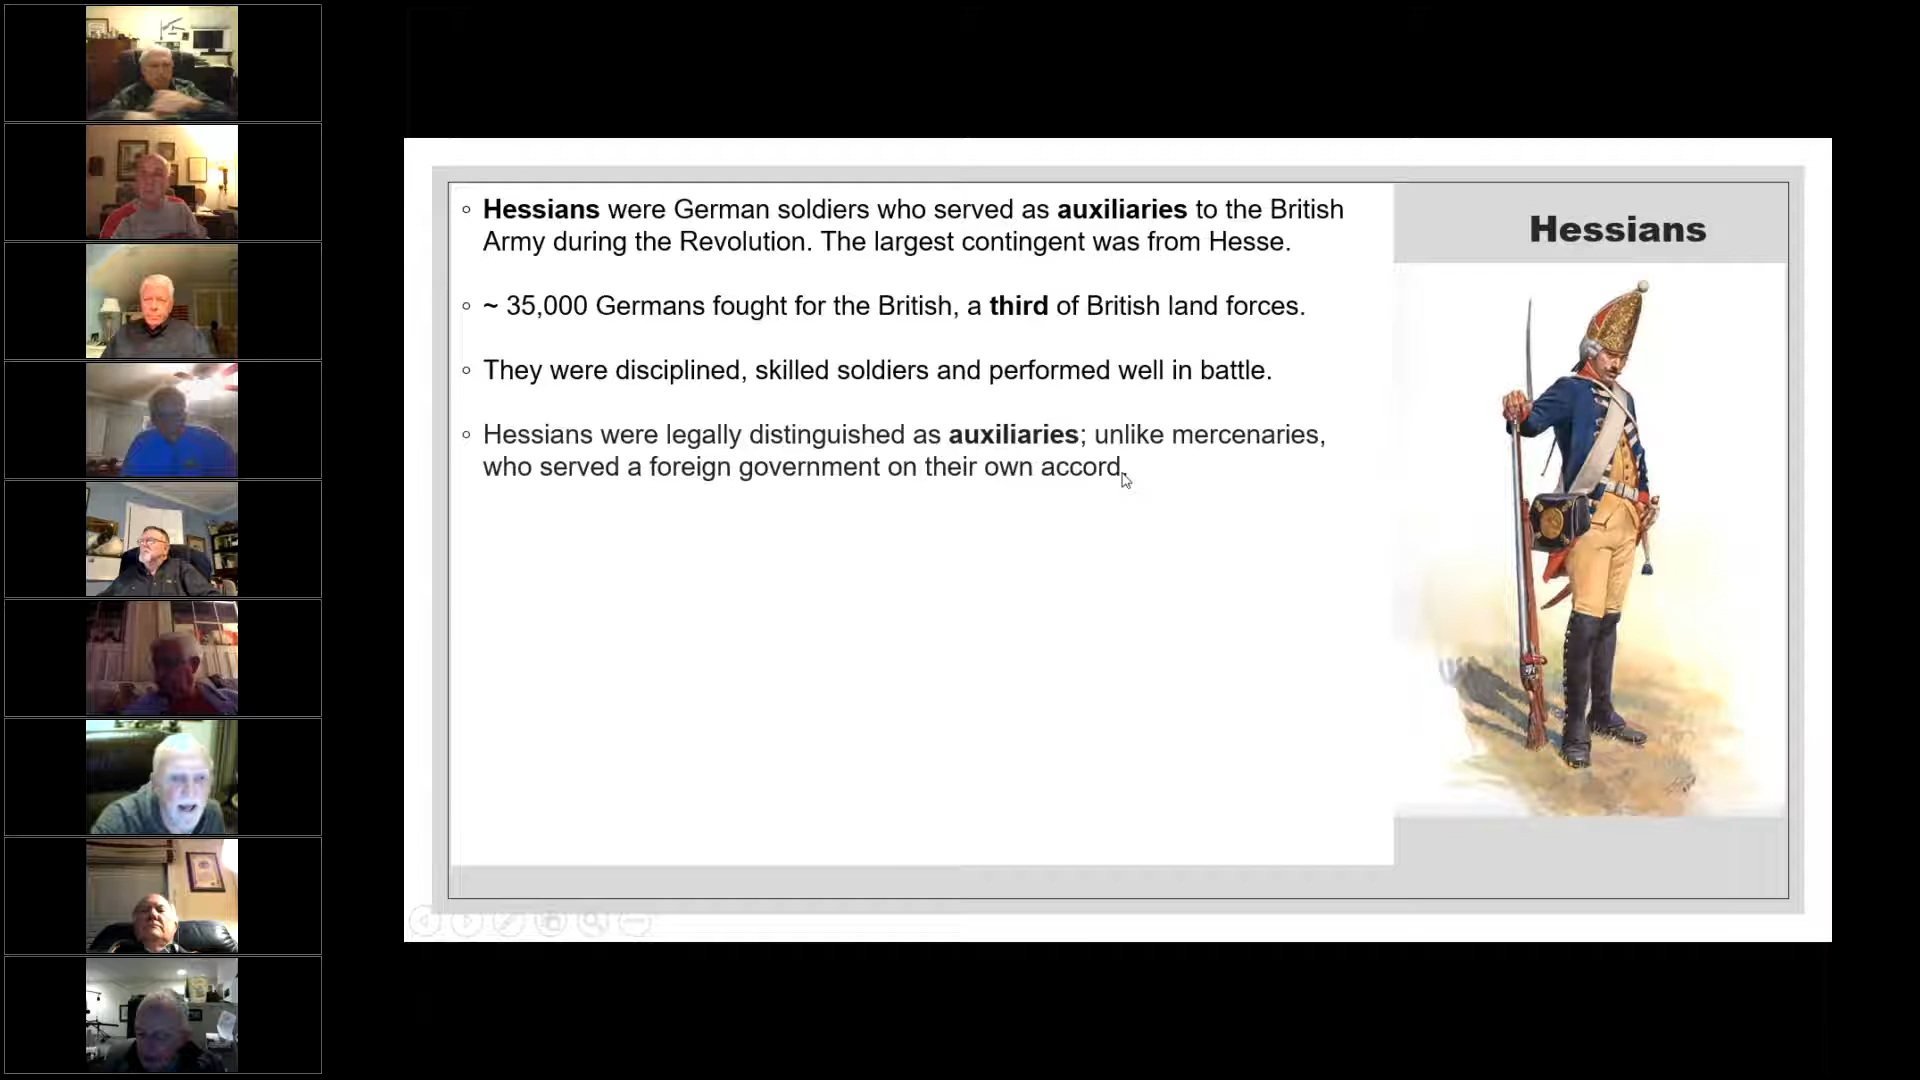 Hessians were German soldiers who served as auxiliaries to the British
Army during the Revolution. The largest contingent was from Hesse.
~ 35,000 Germans fought for the British, a third of British land forces.
They were disciplined, skilled soldiers and performed well in battle.
Hessians were legally distinguished as auxiliaries; unlike mercenaries,
who served a foreign government on their own accord.
Hessians